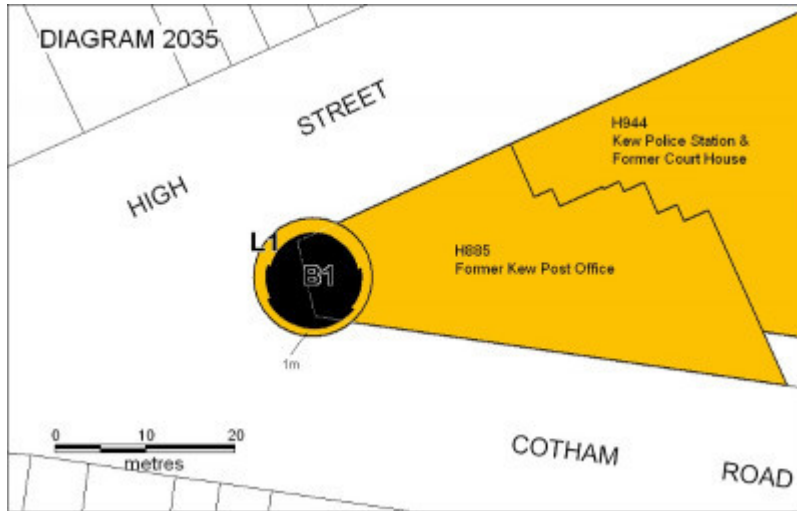 DIAGRAM 2035
HIGH STREET
H944
Kew Police Station &
Former Court House
L1
B1
H885
Former Kew Post Office
1m
0 10 20
metres
COTHAM ROAD